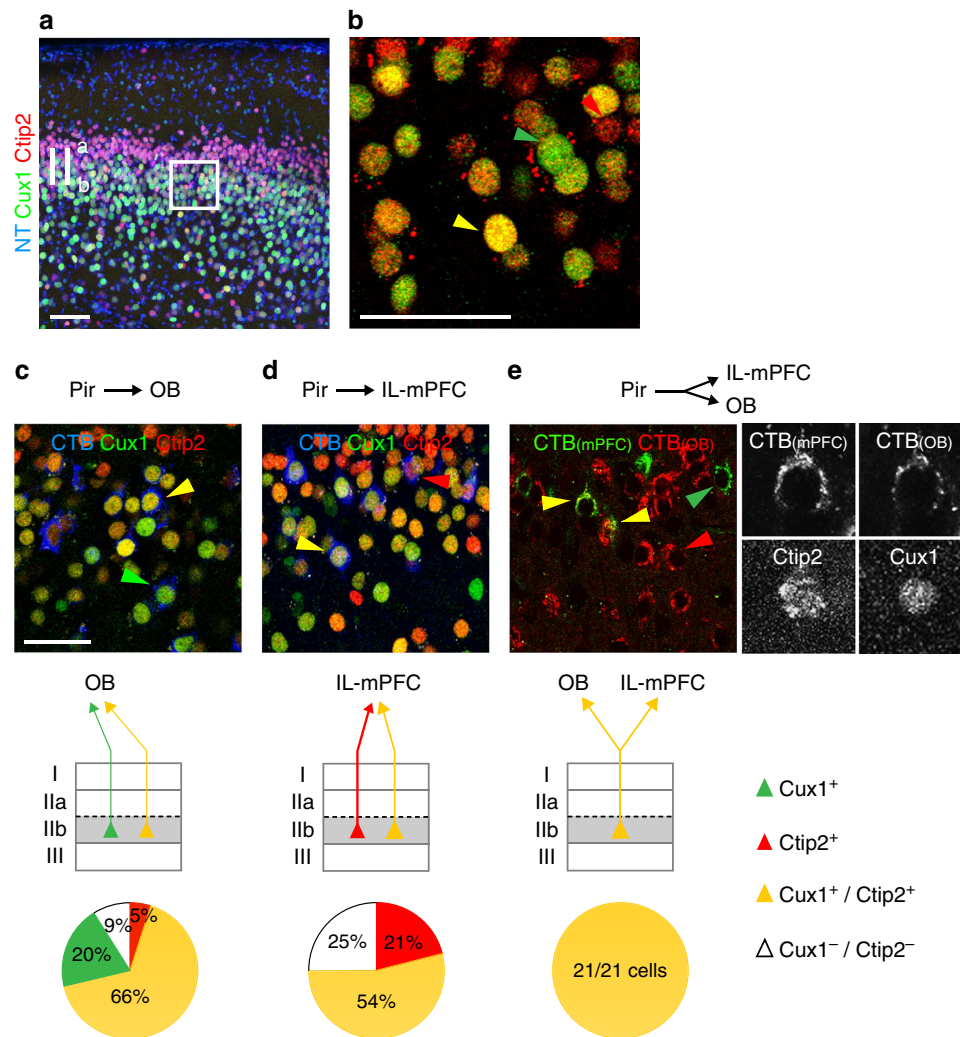 a
b
NT Cux1 Ctip2
a
b
c
Pir → OB
d
Pir → IL-mPFC
e
Pir
IL-mPFC
OB
CTB Cux1 Ctip2
CTB Cux1 Ctip2
CTB(mPFC) CTB(OB)
CTB(mPFC)
CTB(OB)
Ctip2
Cux1
OB
I
IIa
IIb
III
IL-mPFC
I
IIa
IIb
III
OB IL-mPFC
I
IIa
IIb
III
Cux1⁺
Ctip2⁺
Cux1⁺ / Ctip2⁺
Cux1⁻ / Ctip2⁻
9%
5%
20%
66%
25%
21%
54%
21/21 cells